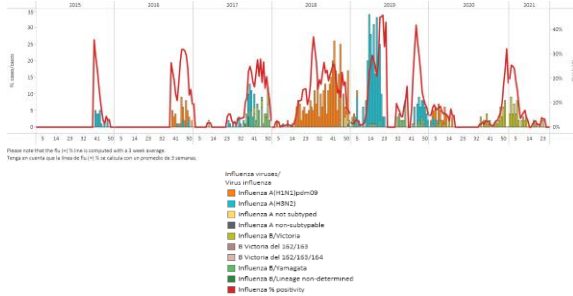 2015 2016 2017 2018 2019 2020 2021
35
30
25
20
15
10
5
0
% cases/casos
40%
30%
20%
10%
0%
5 14 23 32 41 50 5 14 23 32 41 50 5 14 23 32 41 50 5 14 23 32 41 50 5 14 23 32 41 50 5 14 23 32 41 50 5 14 23
Please note that the flu (+) % line is computed with a 3 week average.
Tenga en cuenta que la línea de flu (+) % se calcula con un promedio de 3 semanas.
Influenza viruses/
Virus influenza
Influenza A(H1N1)pdm09
Influenza A(H3N2)
Influenza A not subtyped
Influenza A non-subtypable
Influenza B/Victoria
B Victoria del 162/163
B Victoria del 162/163/164
Influenza B/Yamagata
Influenza B/Lineage non-determined
Influenza % positivity